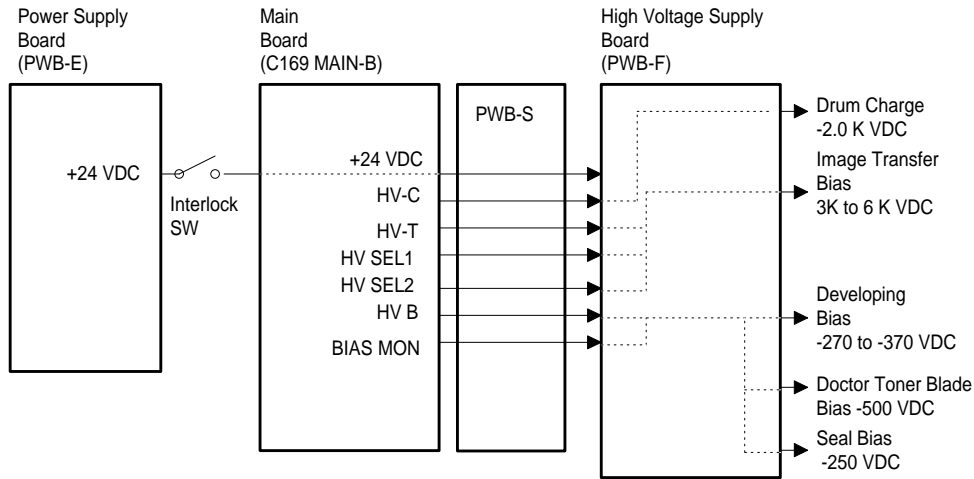 Power Supply
Board
(PWB-E)
Main
Board
(C169 MAIN-B)
High Voltage Supply
Board
(PWB-F)
+24 VDC
Interlock
SW
+24 VDC
HV-C
HV-T
HV SEL1
HV SEL2
HV B
BIAS MON
PWB-S
Drum Charge
-2.0 K VDC
Image Transfer
Bias
3K to 6 K VDC
Developing
Bias
-270 to -370 VDC
Doctor Toner Blade
Bias -500 VDC
Seal Bias
-250 VDC